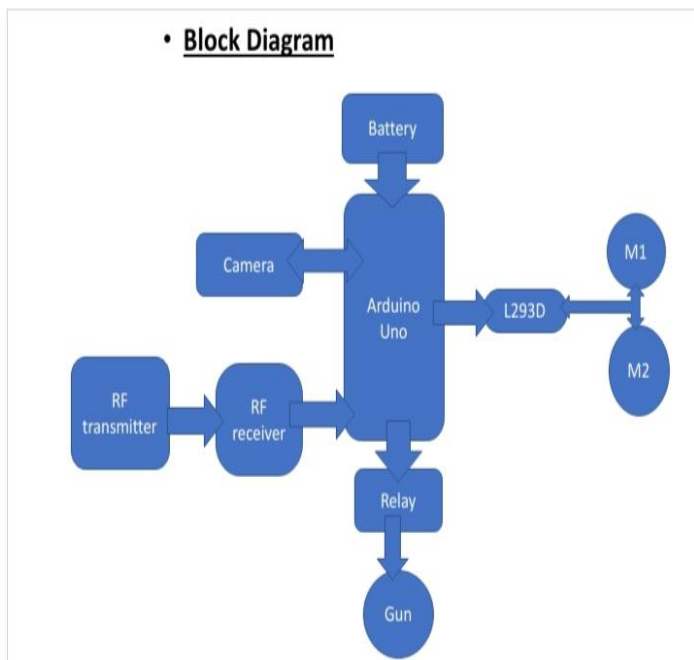 • Block Diagram
Battery
Camera
Arduino
Uno
L293D
M1
M2
RF
transmitter
RF
receiver
Relay
Gun